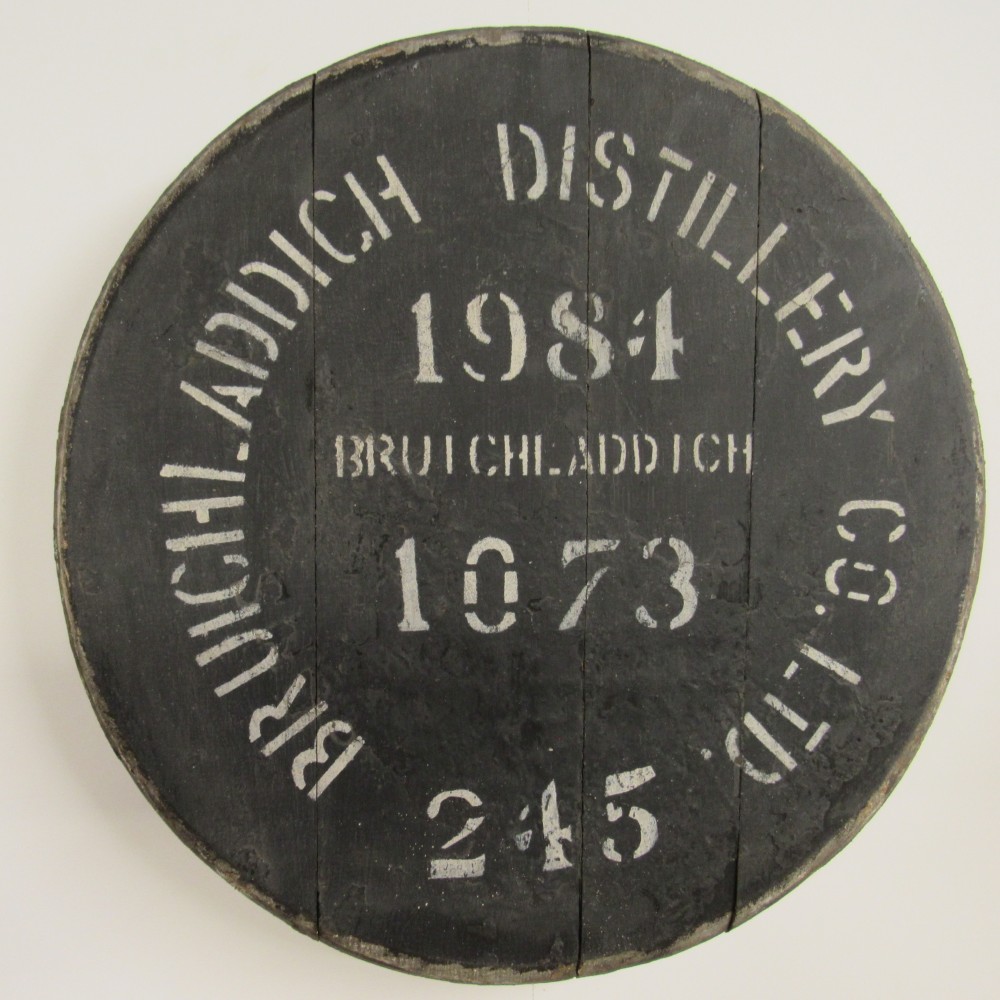 BRUICHLADDICH DISTILLERY CO. LTD.
1984
BRUICHLADDICH
1073
245